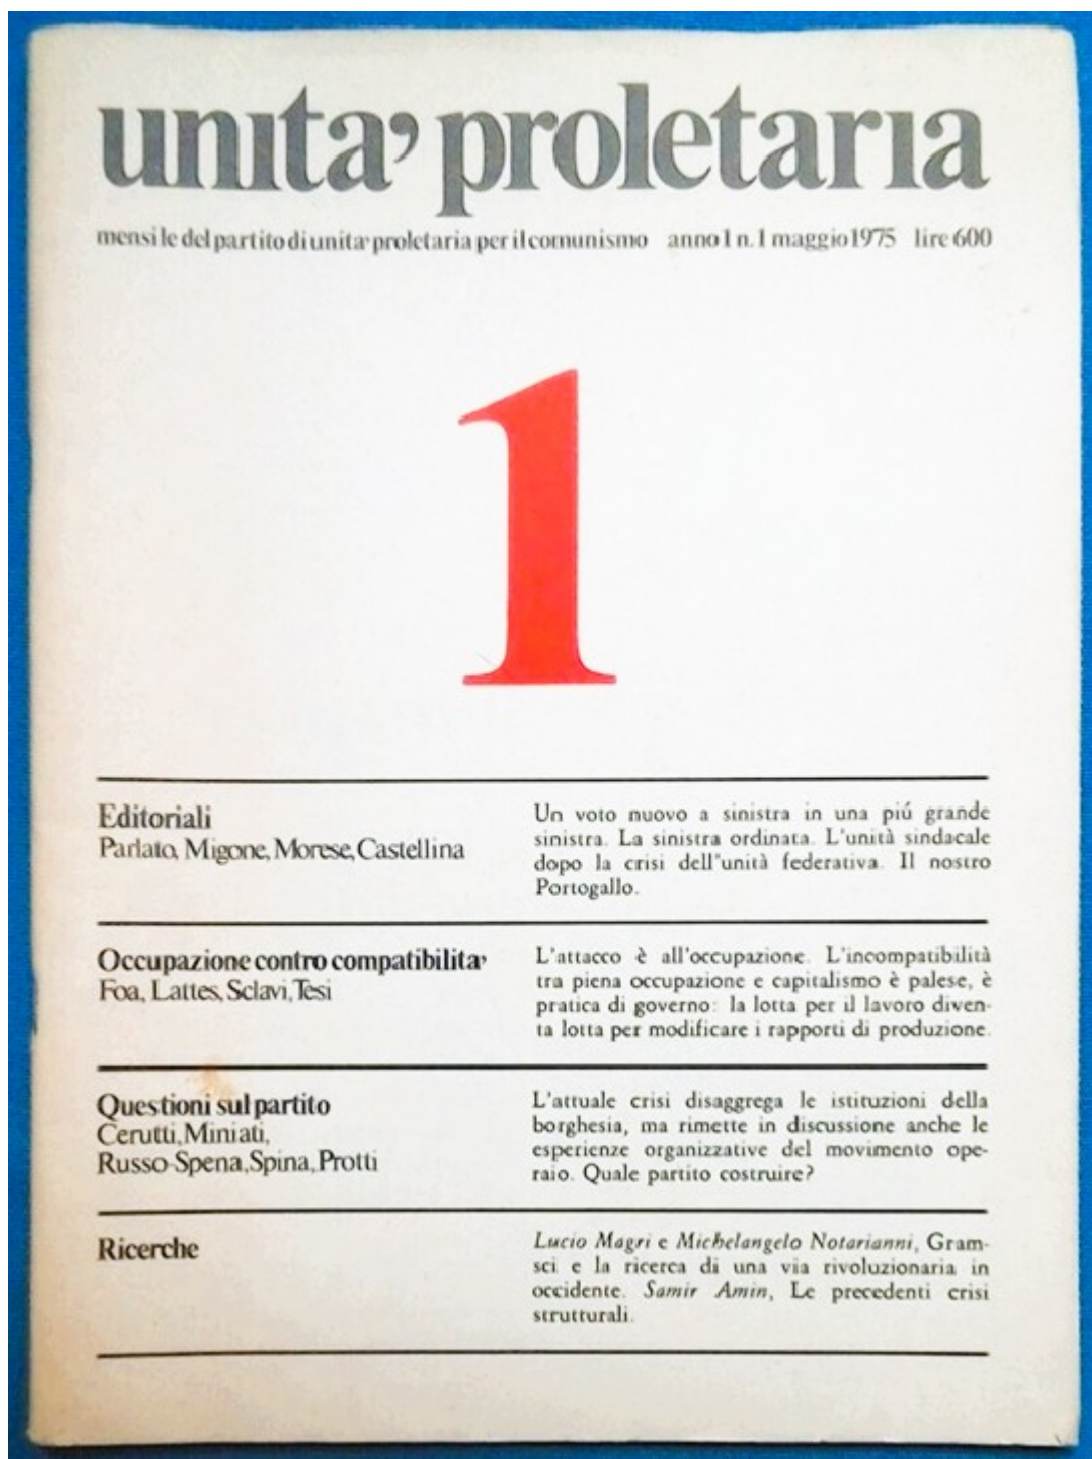 unita' proletaria
mensile del partito di unita' proletaria per il comunismo anno 1 n. 1 maggio 1975 lire 600
1
Editoriali
Parlato, Migone, Morese, Castellina
Un voto nuovo a sinistra in una piú grande
sinistra. La sinistra ordinata. L'unità sindacale
dopo la crisi dell"unità federativa. Il nostro
Portogallo.
Occupazione contro compatibilita'
Foa, Lattes, Sclavi, Tesi
L'attacco è all'occupazione. L'incompatibilità
tra piena occupazione e capitalismo è palese, è
pratica di governo: la lotta per il lavoro diven-
ta lotta per modificare i rapporti di produzione.
Questioni sul partito
Cerutti, Miniati,
Russo-Spena, Spina, Protti
L'attuale crisi disaggrega le istituzioni della
borghesia, ma rimette in discussione anche le
esperienze organizzative del movimento ope-
raio. Quale partito costruire?
Ricerche
Lucio Magri e Michelangelo Notarianni, Gram-
sci e la ricerca di una via rivoluzionaria in
occidente. Samir Amin, Le precedenti crisi
strutturali.